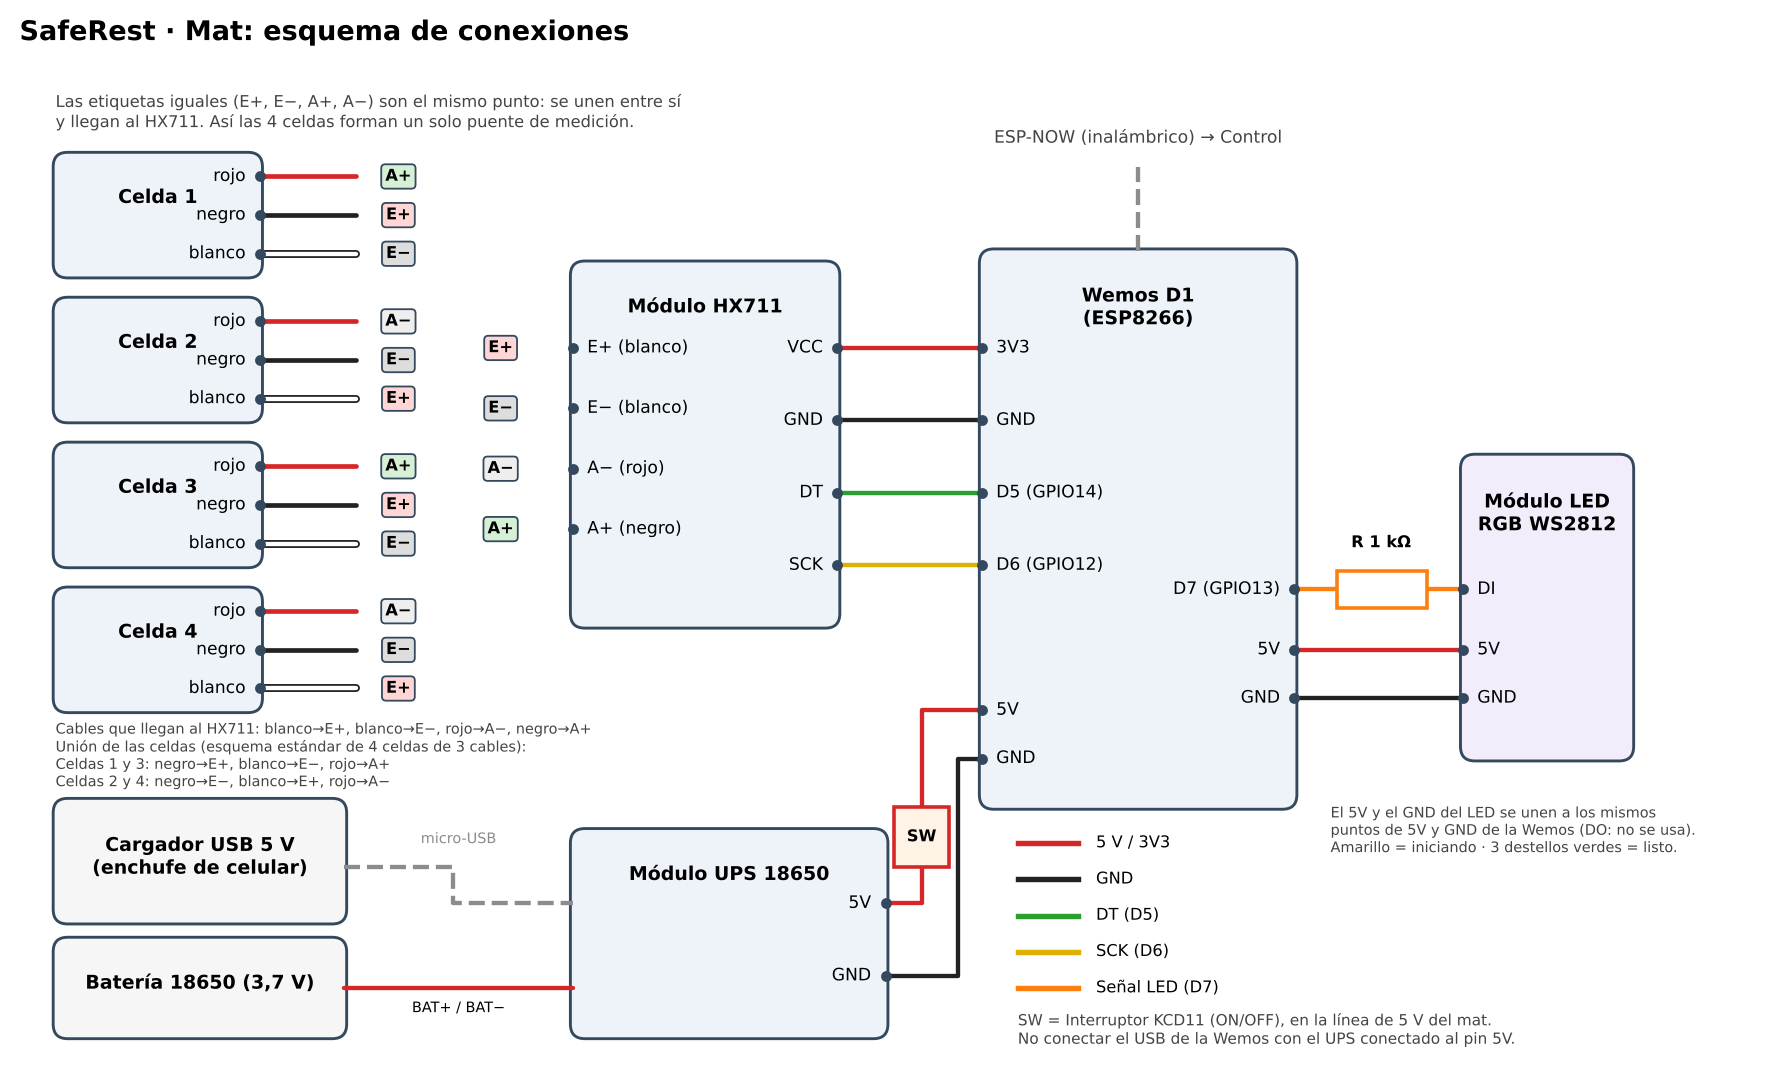 SafeRest · Mat: esquema de conexiones
Las etiquetas iguales (E+, E−, A+, A−) son el mismo punto: se unen entre sí
y llegan al HX711. Así las 4 celdas forman un solo puente de medición.
ESP-NOW (inalámbrico) → Control
Celda 1
rojo
negro
blanco
A+
E+
E−
Celda 2
rojo
negro
blanco
A−
E−
E+
Celda 3
rojo
negro
blanco
A+
E+
E−
Celda 4
rojo
negro
blanco
A−
E−
E+
E+
E−
A−
A+
Módulo HX711
E+ (blanco)
E− (blanco)
A− (rojo)
A+ (negro)
VCC
GND
DT
SCK
Wemos D1
(ESP8266)
3V3
GND
D5 (GPIO14)
D6 (GPIO12)
D7 (GPIO13)
5V
GND
5V
GND
R 1 kΩ
Módulo LED
RGB WS2812
DI
5V
GND
Cables que llegan al HX711: blanco→E+, blanco→E−, rojo→A−, negro→A+
Unión de las celdas (esquema estándar de 4 celdas de 3 cables):
Celdas 1 y 3: negro→E+, blanco→E−, rojo→A+
Celdas 2 y 4: negro→E−, blanco→E+, rojo→A−
Cargador USB 5 V
(enchufe de celular)
micro-USB
Batería 18650 (3,7 V)
BAT+ / BAT−
Módulo UPS 18650
5V
GND
SW
El 5V y el GND del LED se unen a los mismos
puntos de 5V y GND de la Wemos (DO: no se usa).
Amarillo = iniciando · 3 destellos verdes = listo.
5 V / 3V3
GND
DT (D5)
SCK (D6)
Señal LED (D7)
SW = Interruptor KCD11 (ON/OFF), en la línea de 5 V del mat.
No conectar el USB de la Wemos con el UPS conectado al pin 5V.